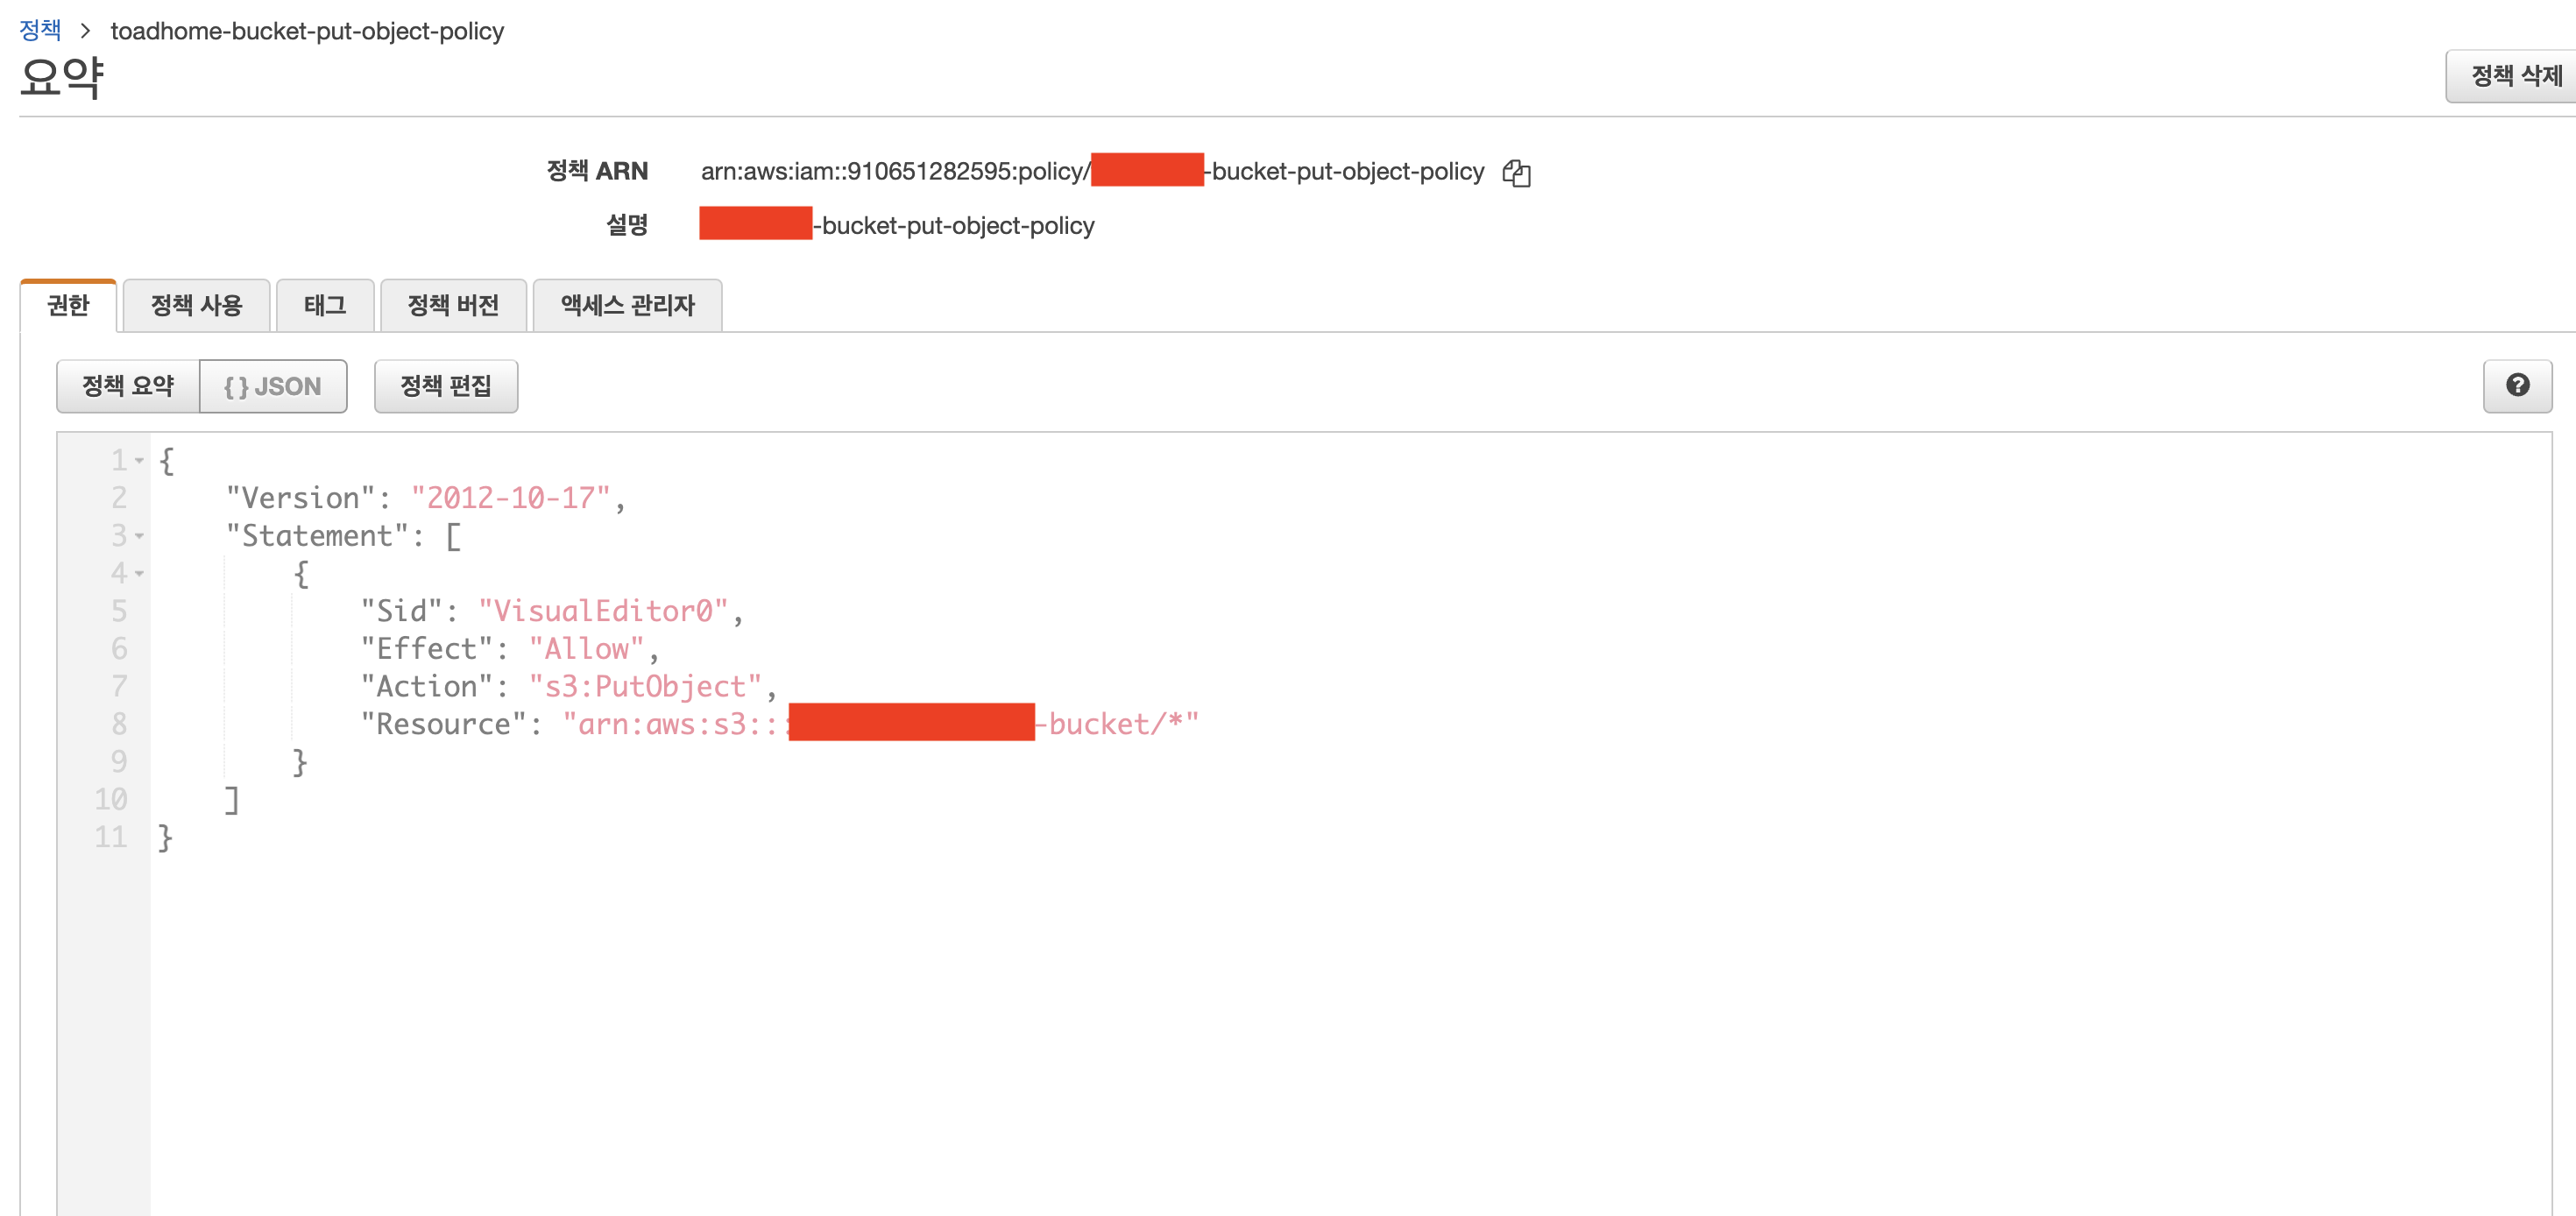 정책 > toadhome-bucket-put-object-policy
요약
정책 삭제
정책 ARN arn:aws:iam::910651282595:policy/ -bucket-put-object-policy
설명 -bucket-put-object-policy
권한 정책 사용 태그 정책 버전 액세스 관리자
정책 요약 { } JSON 정책 편집 ?
1 {
2 "Version": "2012-10-17",
3 "Statement": [
4 {
5 "Sid": "VisualEditor0",
6 "Effect": "Allow",
7 "Action": "s3:PutObject",
8 "Resource": "arn:aws:s3::: -bucket/*"
9 }
10 ]
11 }